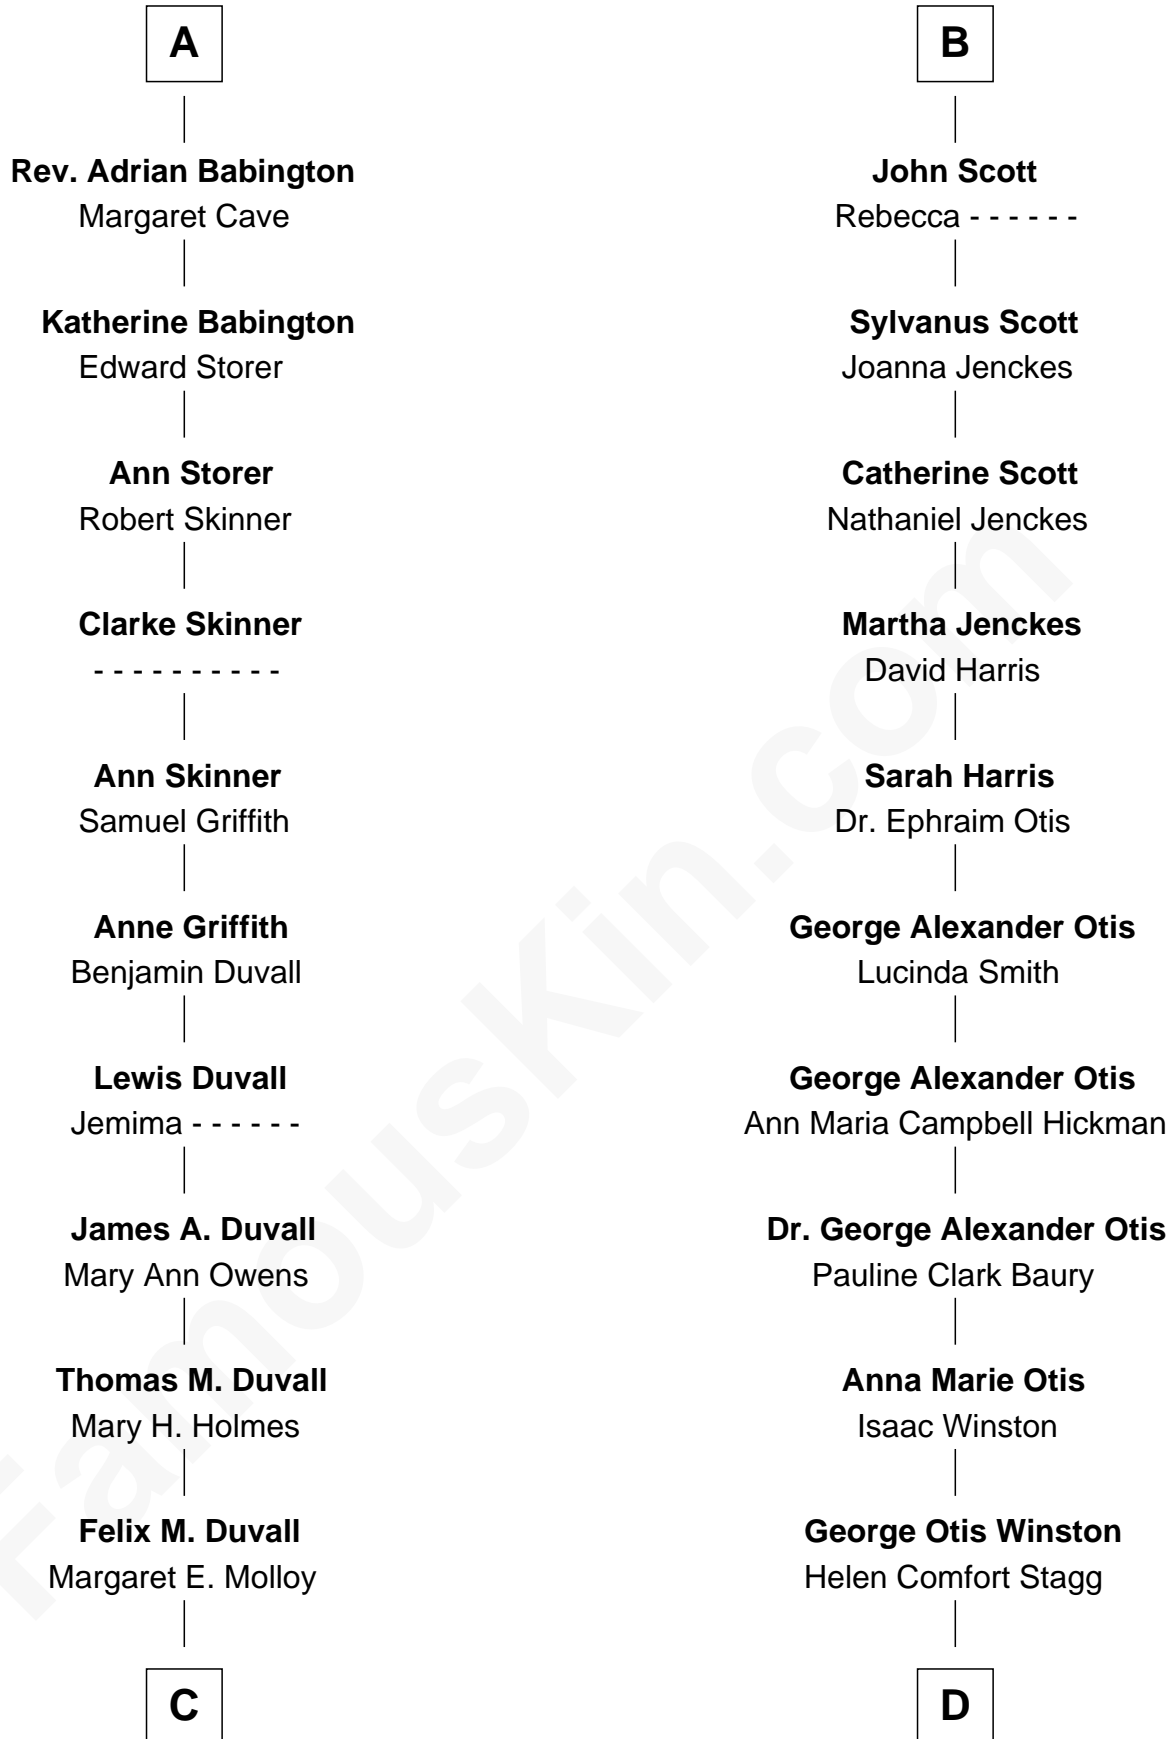 A
Rev. Adrian Babington
Margaret Cave
Katherine Babington
Edward Storer
Ann Storer
Robert Skinner
Clarke Skinner
- - - - - - - - - -
Ann Skinner
Samuel Griffith
Anne Griffith
Benjamin Duvall
Lewis Duvall
Jemima - - - - - -
James A. Duvall
Mary Ann Owens
Thomas M. Duvall
Mary H. Holmes
Felix M. Duvall
Margaret E. Molloy
C
B
John Scott
Rebecca - - - - - -
Sylvanus Scott
Joanna Jenckes
Catherine Scott
Nathaniel Jenckes
Martha Jenckes
David Harris
Sarah Harris
Dr. Ephraim Otis
George Alexander Otis
Lucinda Smith
George Alexander Otis
Ann Maria Campbell Hickman
Dr. George Alexander Otis
Pauline Clark Baury
Anna Marie Otis
Isaac Winston
George Otis Winston
Helen Comfort Stagg
D
FamousKin.com